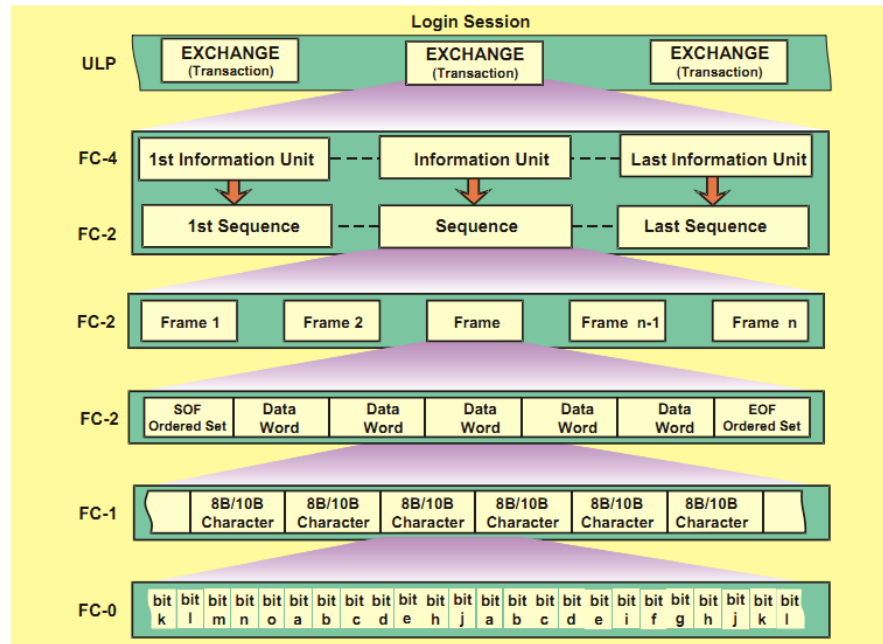 Login Session
ULP
EXCHANGE
(Transaction)
EXCHANGE
(Transaction)
EXCHANGE
(Transaction)
FC-4
1st Information Unit
Information Unit
Last Information Unit
FC-2
1st Sequence
Sequence
Last Sequence
FC-2
Frame 1
Frame 2
Frame
Frame n-1
Frame n
FC-2
SOF
Ordered Set
Data
Word
Data
Word
Data
Word
Data
Word
Data
Word
EOF
Ordered Set
FC-1
8B/10B
Character
8B/10B
Character
8B/10B
Character
8B/10B
Character
8B/10B
Character
8B/10B
Character
FC-0
bit bit bit bit bit bit bit bit bit bit bit bit bit bit bit bit bit bit bit bit bit bit bit bit
k l m n o a b c d e h j a b c d e i f g h j k l